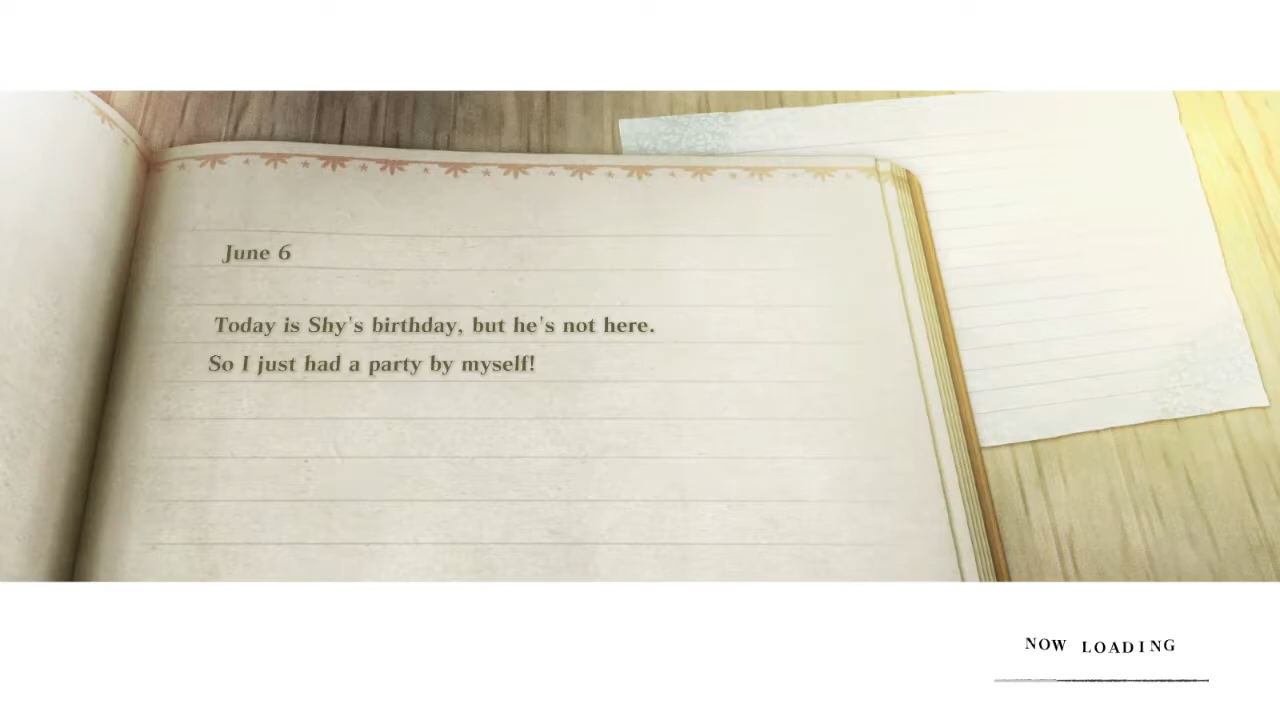 June 6
Today is Shy's birthday, but he's not here.
So I just had a party by myself!
NOW LOADING